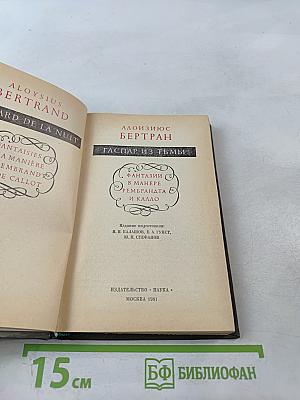 ALOYSIUS
BERTRAND
ARD DE LA NUIT
FANTAISIES
LA MANIÈRE
REMBRANDT
DE CALLOT
АЛОИЗИЮС
БЕРТРАН
ГАСПАР ИЗ ТЬМЫ
ФАНТАЗИИ
В МАНЕРЕ
РЕМБРАНДТА
И КАЛЛО
Издание подготовили:
Н. И. БАЛАШОВ, Е. А. ГУНСТ,
Ю. Н. СТЕФАНОВ
ИЗДАТЕЛЬСТВО «НАУКА»
МОСКВА 1981
15 см
БФ БИБЛИОФАН